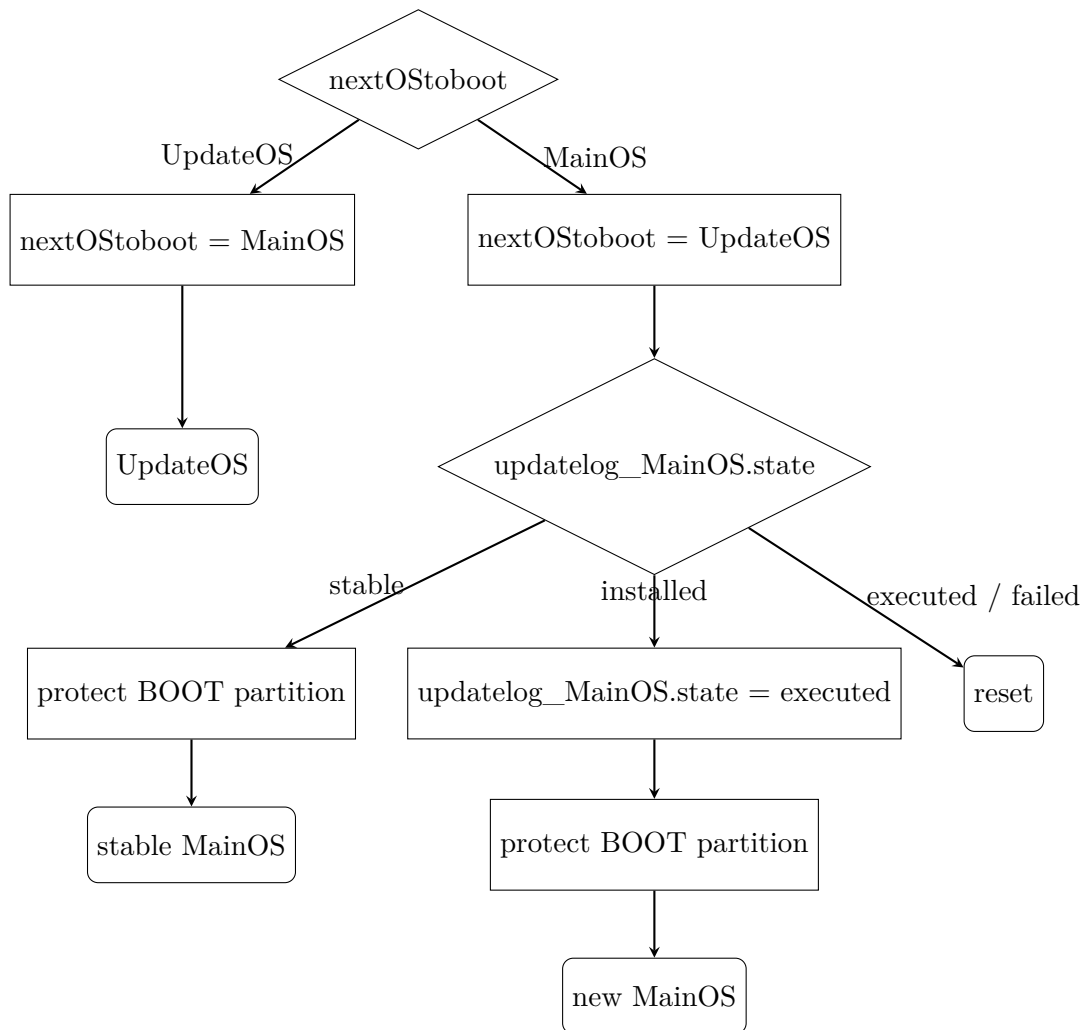 nextOStoboot
UpdateOS
MainOS
nextOStoboot = MainOS
nextOStoboot = UpdateOS
UpdateOS
updatelog_MainOS.state
stable
installed
executed / failed
protect BOOT partition
updatelog_MainOS.state = executed
reset
stable MainOS
protect BOOT partition
new MainOS